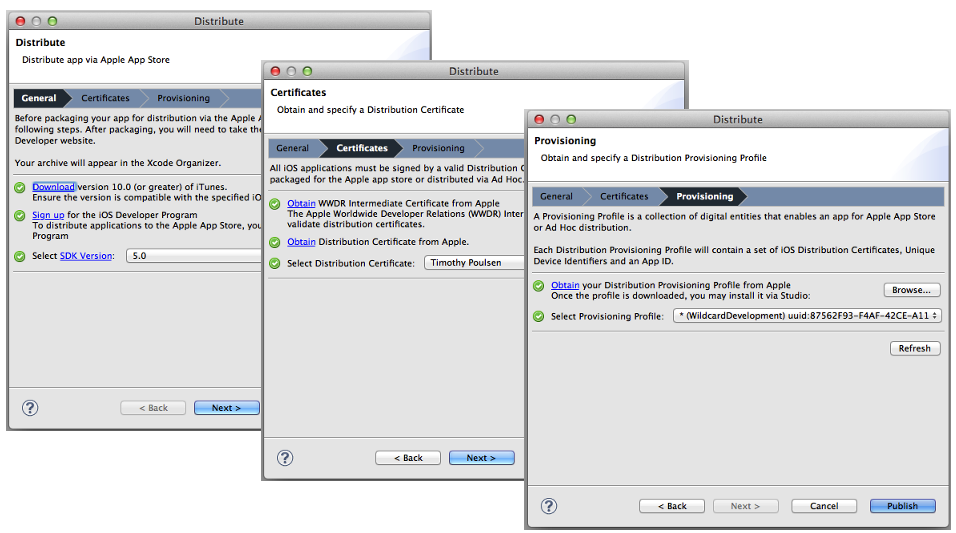 Distribute
Distribute
Distribute app via Apple App Store
General Certificates Provisioning
Before packaging your app for distribution via the Apple
following steps. After packaging, you will need to take the
Developer website.
Your archive will appear in the Xcode Organizer.
Download version 10.0 (or greater) of iTunes.
Ensure the version is compatible with the specified iO
Sign up for the iOS Developer Program
To distribute applications to the Apple App Store, you
Program
Select SDK Version: 5.0
? < Back Next >
Distribute
Certificates
Obtain and specify a Distribution Certificate
General Certificates Provisioning
All iOS applications must be signed by a valid Distribution
packaged for the Apple app store or distributed via Ad Hoc.
Obtain WWDR Intermediate Certificate from Apple
The Apple Worldwide Developer Relations (WWDR) Inter
validate distribution certificates.
Obtain Distribution Certificate from Apple.
Select Distribution Certificate: Timothy Poulsen
? < Back Next >
Distribute
Provisioning
Obtain and specify a Distribution Provisioning Profile
General Certificates Provisioning
A Provisioning Profile is a collection of digital entities that enables an app for Apple App Store
or Ad Hoc distribution.
Each Distribution Provisioning Profile will contain a set of iOS Distribution Certificates, Unique
Device Identifiers and an App ID.
Obtain your Distribution Provisioning Profile from Apple
Once the profile is downloaded, you may install it via Studio: Browse...
Select Provisioning Profile: * (WildcardDevelopment) uuid:87562F93-F4AF-42CE-A11
Refresh
? < Back Next > Cancel Publish